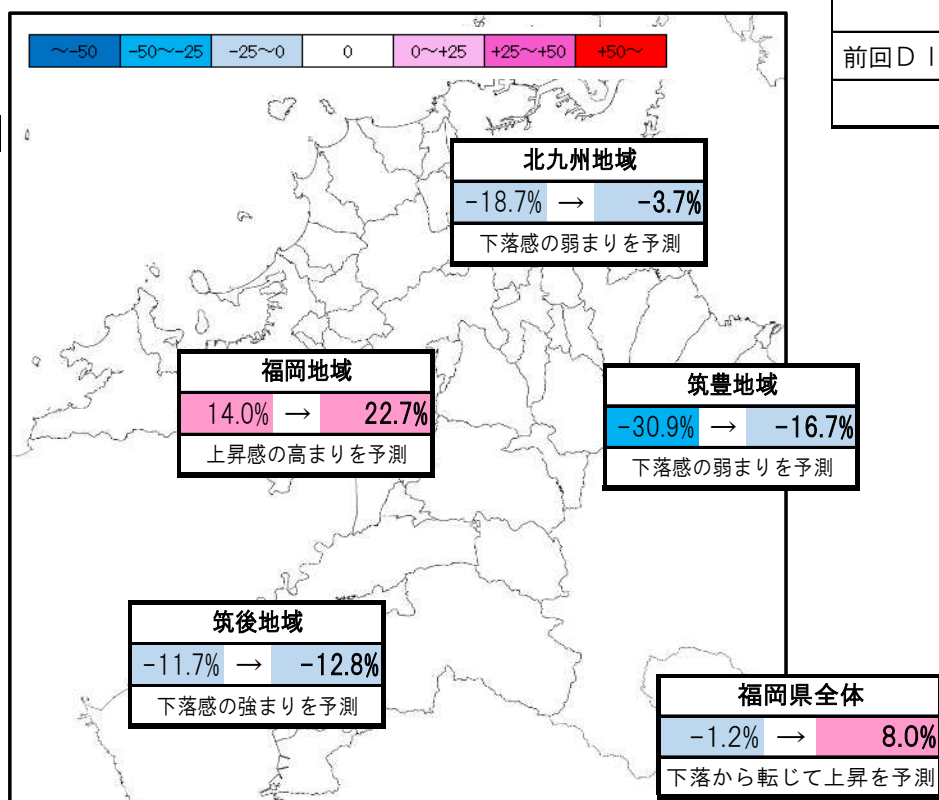 ～-50 -50～-25 -25～0 0 0～+25 +25～+50 +50～
前回ＤＩ
北九州地域
-18.7% → -3.7%
下落感の弱まりを予測
福岡地域
14.0% → 22.7%
上昇感の高まりを予測
筑豊地域
-30.9% → -16.7%
下落感の弱まりを予測
筑後地域
-11.7% → -12.8%
下落感の強まりを予測
福岡県全体
-1.2% → 8.0%
下落から転じて上昇を予測